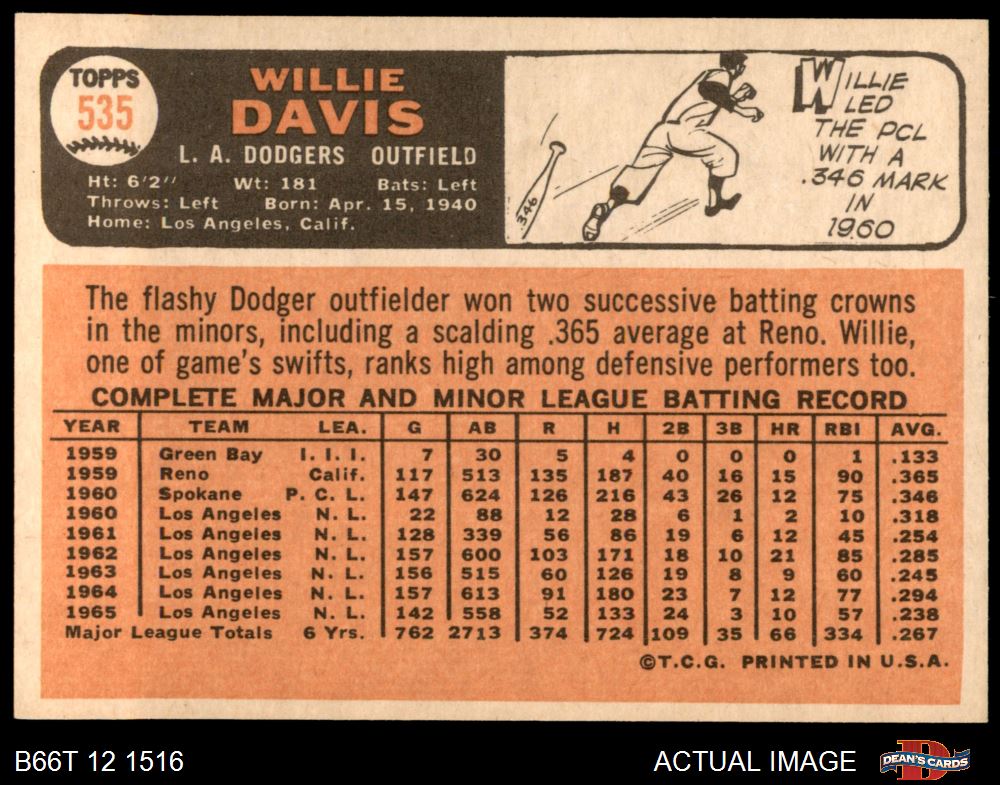 TOPPS
535
WILLIE
DAVIS
L. A. DODGERS OUTFIELD
Ht: 6'2" Wt: 181 Bats: Left
Throws: Left Born: Apr. 15, 1940
Home: Los Angeles, Calif.
346
WILLIE
LED
THE PCL
WITH A
.346 MARK
IN
1960
The flashy Dodger outfielder won two successive batting crowns
in the minors, including a scalding .365 average at Reno. Willie,
one of game's swifts, ranks high among defensive performers too.
COMPLETE MAJOR AND MINOR LEAGUE BATTING RECORD
YEAR TEAM LEA. G AB R H 2B 3B HR RBI AVG.
1959 Green Bay I. I. I. 7 30 5 4 0 0 0 1 .133
1959 Reno Calif. 117 513 135 187 40 16 15 90 .365
1960 Spokane P. C. L. 147 624 126 216 43 26 12 75 .346
1960 Los Angeles N. L. 22 88 12 28 6 1 2 10 .318
1961 Los Angeles N. L. 128 339 56 86 19 6 12 45 .254
1962 Los Angeles N. L. 157 600 103 171 18 10 21 85 .285
1963 Los Angeles N. L. 156 515 60 126 19 8 9 60 .245
1964 Los Angeles N. L. 157 613 91 180 23 7 12 77 .294
1965 Los Angeles N. L. 142 558 52 133 24 3 10 57 .238
Major League Totals 6 Yrs. 762 2713 374 724 109 35 66 334 .267
©T.C.G. PRINTED IN U.S.A.
B66T 12 1516 ACTUAL IMAGE DEAN'S CARDS